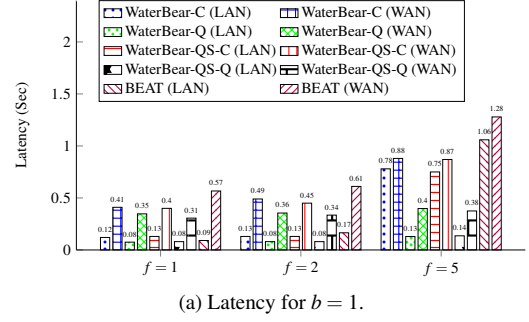 WaterBear-C (LAN) WaterBear-C (WAN)
WaterBear-Q (LAN) WaterBear-Q (WAN)
WaterBear-QS-C (LAN) WaterBear-QS-C (WAN)
WaterBear-QS-Q (LAN) WaterBear-QS-Q (WAN)
BEAT (LAN) BEAT (WAN)
Latency (Sec)
2
1.5
1
0.5
0
0.12 0.41 0.08 0.35 0.13 0.4 0.08 0.31 0.09 0.57
0.13 0.49 0.08 0.36 0.13 0.45 0.08 0.34 0.17 0.61
0.78 0.88 0.13 0.4 0.75 0.87 0.14 0.38 1.06 1.28
f = 1 f = 2 f = 5
(a) Latency for b = 1.